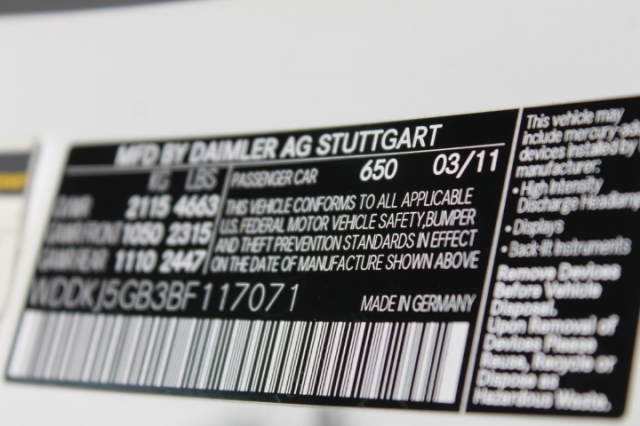 MFD BY DAIMLER AG STUTTGART
KG LBS
GVWR 2115 4663
GAWR FRONT 1050 2315
GAWR REAR 1110 2447
PASSENGER CAR 650 03/11
THIS VEHICLE CONFORMS TO ALL APPLICABLE
U.S. FEDERAL MOTOR VEHICLE SAFETY,BUMPER
AND THEFT PREVENTION STANDARDS IN EFFECT
ON THE DATE OF MANUFACTURE SHOWN ABOVE
WDDKJ5GB3BF117071
MADE IN GERMANY
This vehicle may
include mercury-
devices installed by
manufacturer:
• High Intensity
Discharge Headlamp
• Displays
• Back-lit Instruments
Remove Devices
Before Vehicle
Disposal.
Upon Removal of
Devices Please
Reuse, Recycle or
Dispose as
Hazardous Waste.